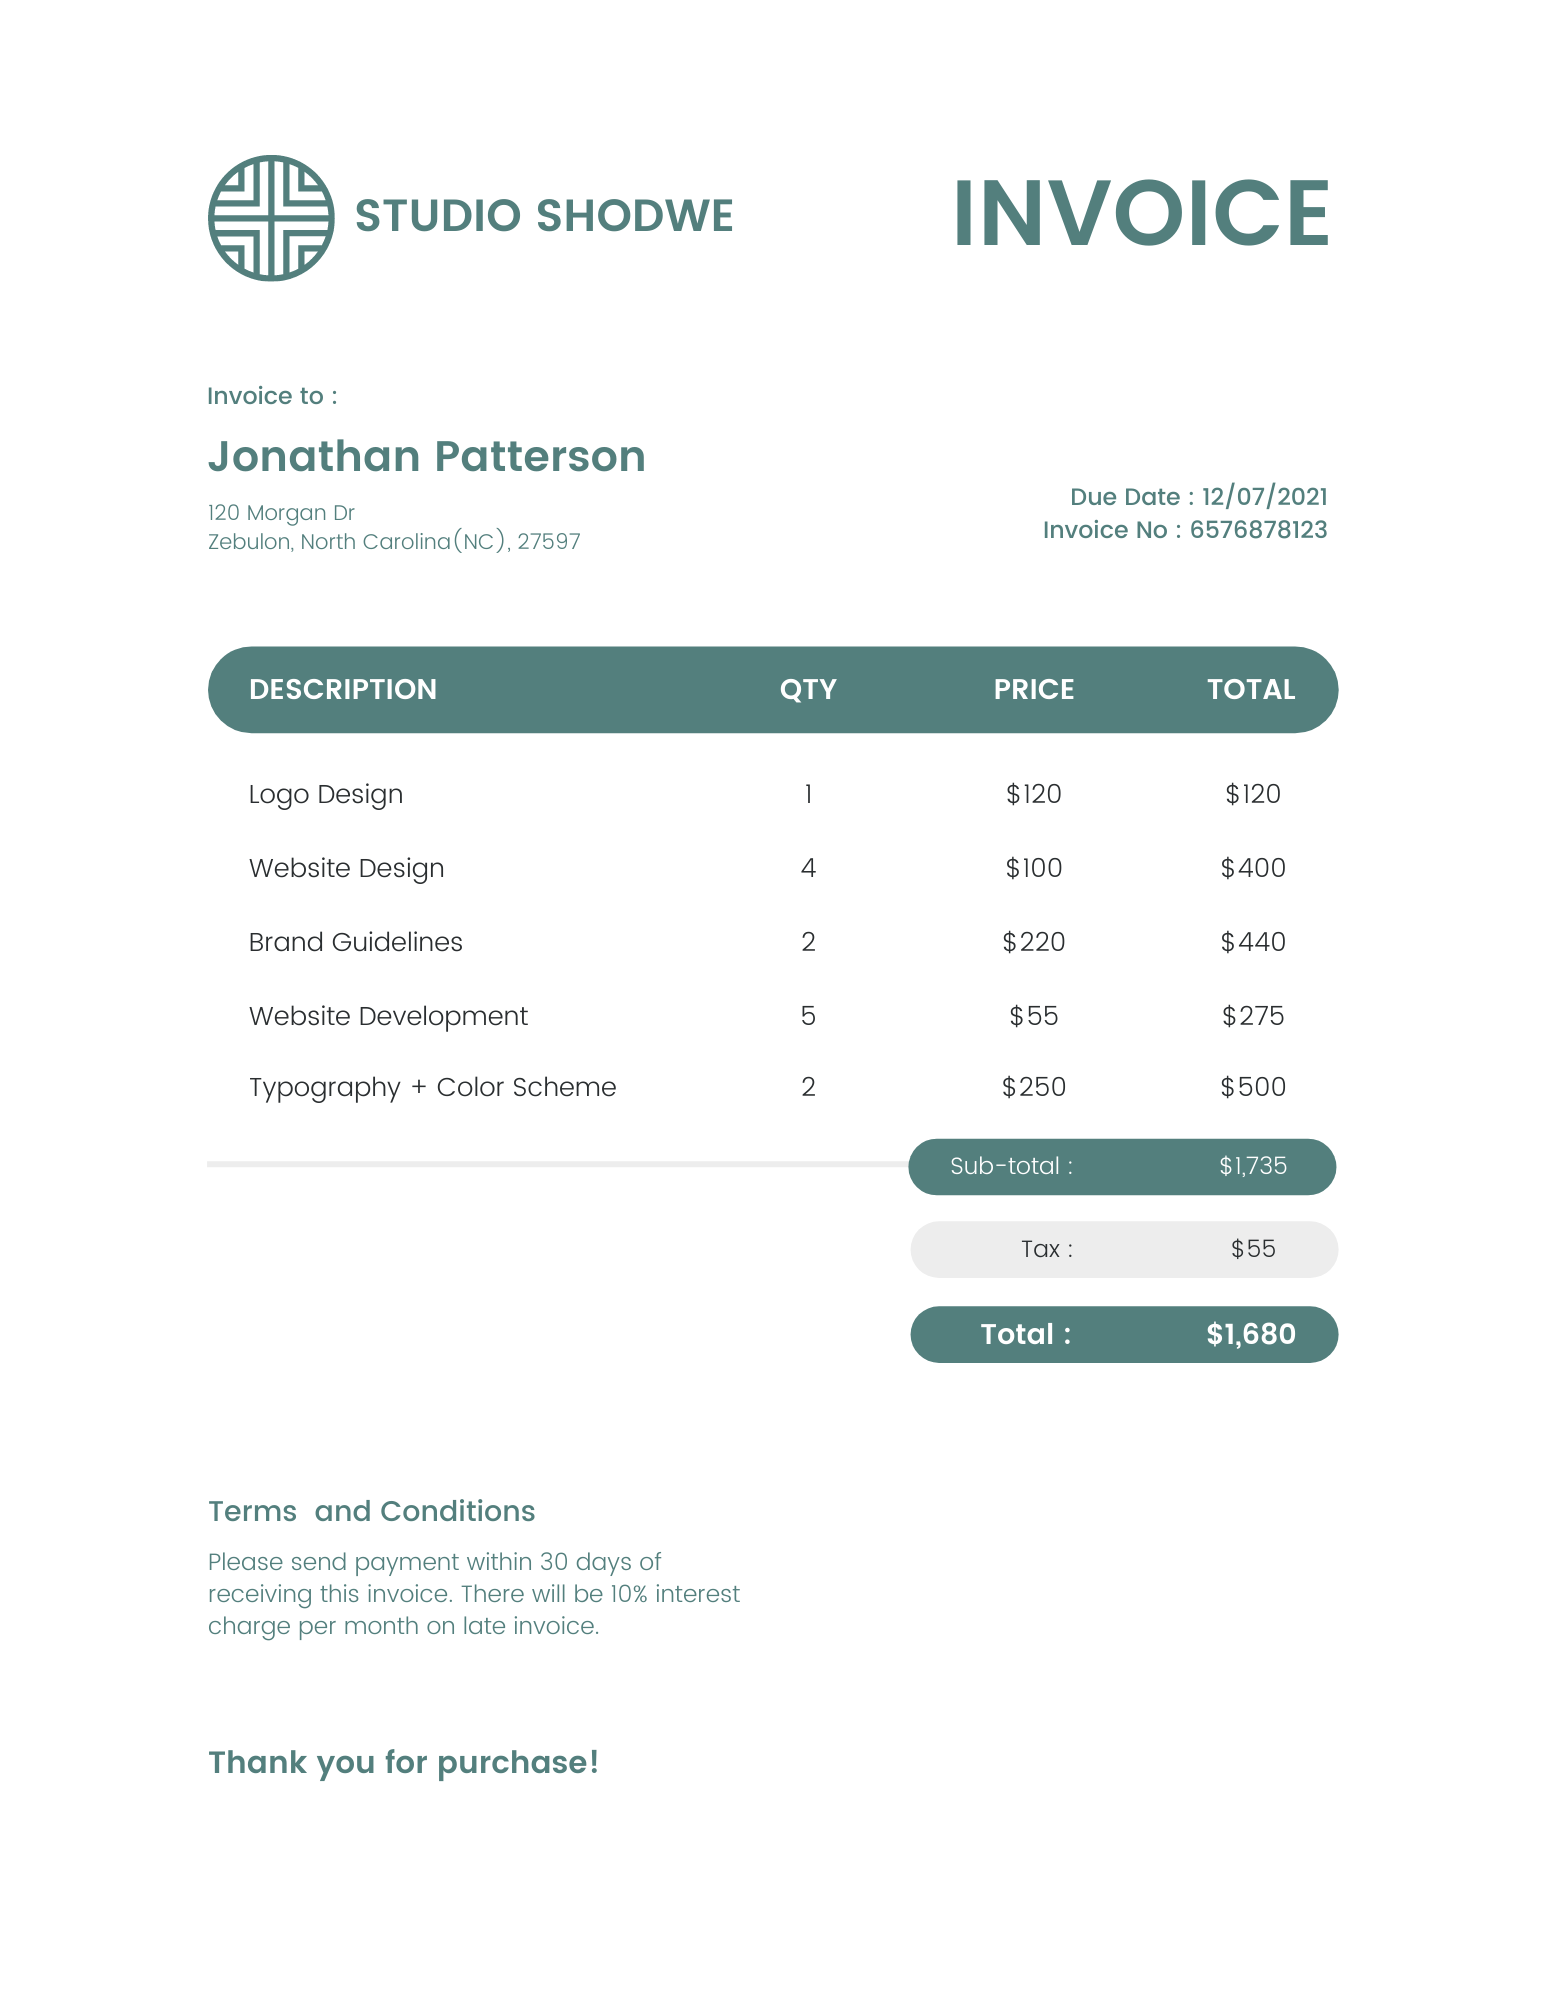 STUDIO SHODWE
INVOICE
Invoice to :
Jonathan Patterson
120 Morgan Dr
Zebulon, North Carolina(NC), 27597
Due Date : 12/07/2021
Invoice No : 6576878123
DESCRIPTION QTY PRICE TOTAL
Logo Design 1 $120 $120
Website Design 4 $100 $400
Brand Guidelines 2 $220 $440
Website Development 5 $55 $275
Typography + Color Scheme 2 $250 $500
Sub-total : $1,735
Tax : $55
Total : $1,680
Terms  and Conditions
Please send payment within 30 days of
receiving this invoice. There will be 10% interest
charge per month on late invoice.
Thank you for purchase!